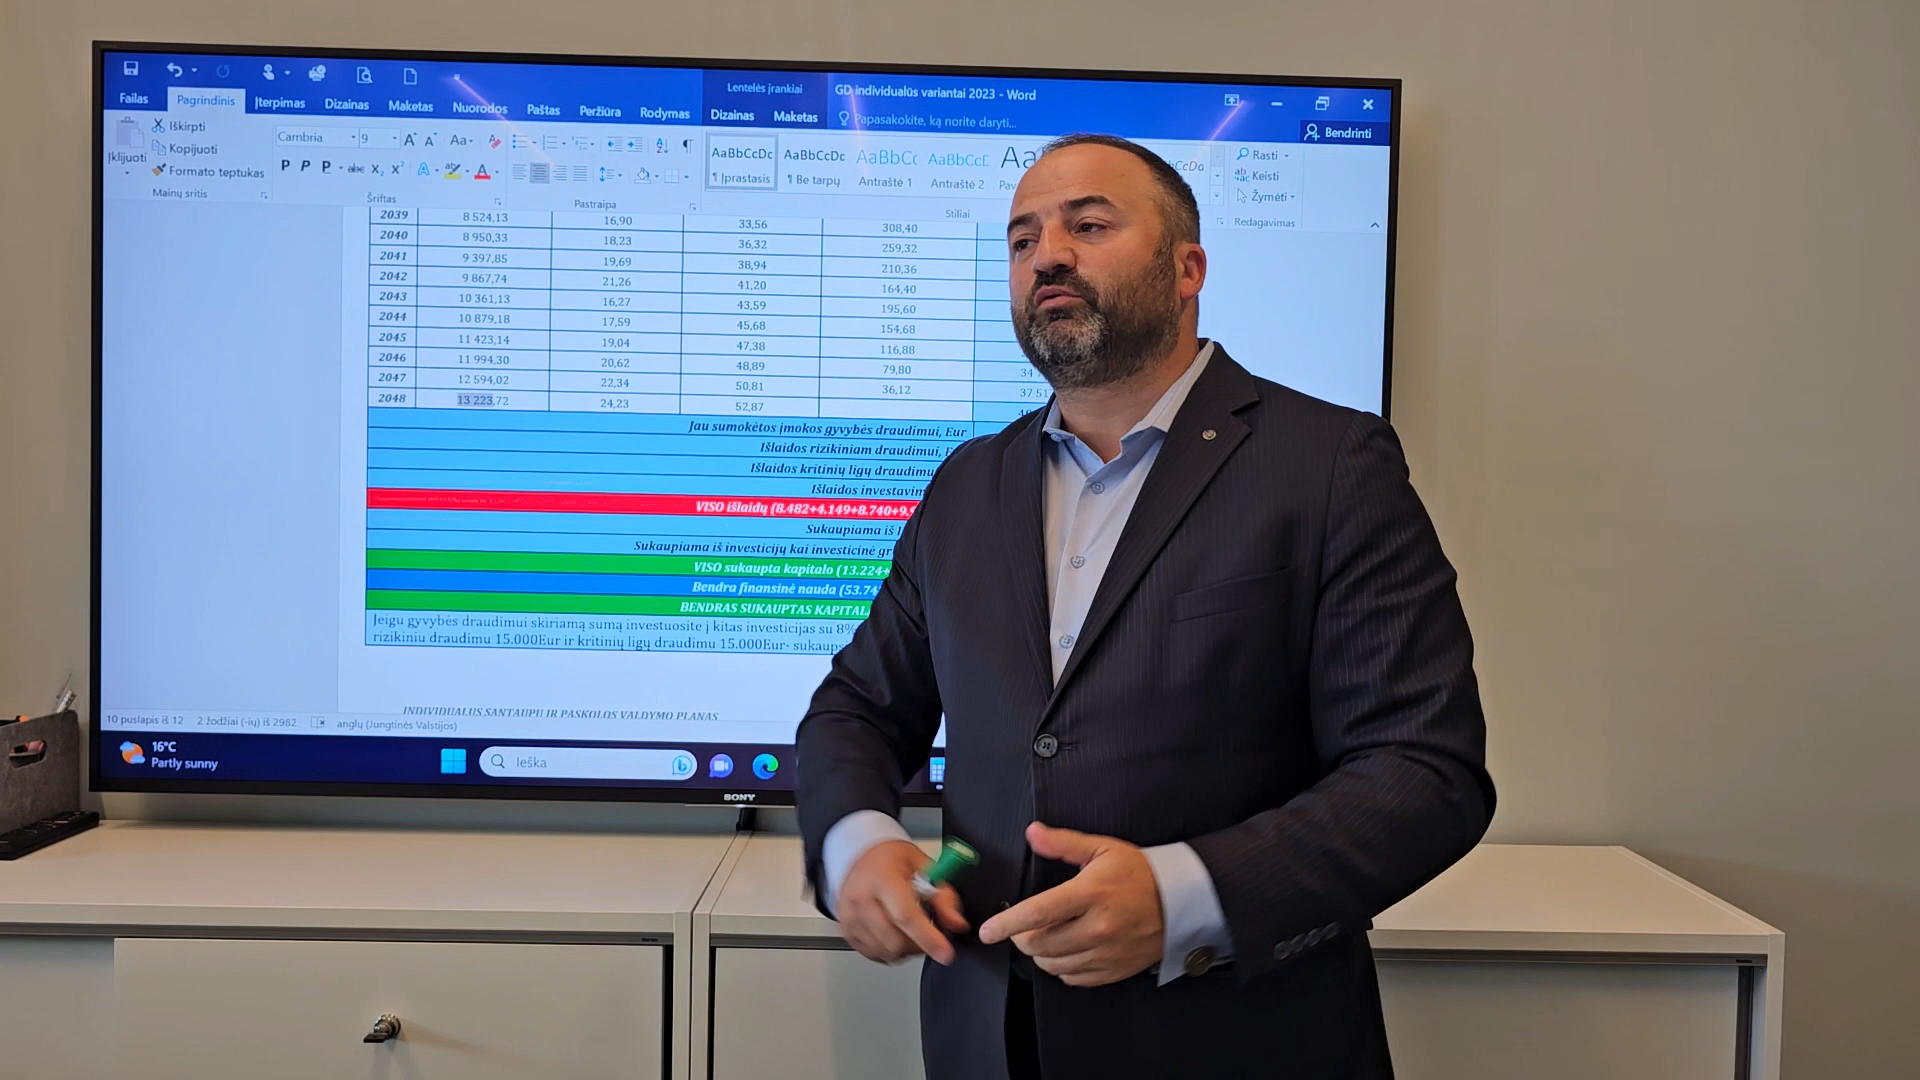 Lentelės įrankiai
GD individualūs variantai 2023 - Word
Failas Pagrindinis Įterpimas Dizainas Maketas Nuorodos Paštas Peržiūra Rodymas Dizainas Maketas Papasakokite, ką norite daryti... Bendrinti
Įklijuoti
Iškirpti
Kopijuoti
Formato teptukas
Mainų sritis
Cambria 9
Šriftas
Pastraipa
AaBbCcDc AaBbCcDc AaBbCc AaBbCcE
¶ Įprastasis ¶ Be tarpų Antraštė 1 Antraštė 2
Stiliai
Rasti
Keisti
Žymėti
Redagavimas
2039 8 524,13 16,90 33,56 308,40
2040 8 950,33 18,23 36,32 259,32
2041 9 397,85 19,69 38,94 210,36
2042 9 867,74 21,26 41,20 164,40
2043 10 361,13 16,27 43,59 195,60
2044 10 879,18 17,59 45,68 154,68
2045 11 423,14 19,04 47,38 116,88
2046 11 994,30 20,62 48,89 79,80 34
2047 12 594,02 22,34 50,81 36,12 37 51
2048 13 223,72 24,23 52,87
Jau sumokėtos įmokos gyvybės draudimui, Eur
Išlaidos rizikiniam draudimui,
Išlaidos kritinių ligų draudimu
Išlaidos investavim
VISO išlaidų (8.482+4.149+8.740+9.
Sukaupiama iš
Sukaupiama iš investicijų kai investicinė gr
VISO sukaupta kapitalo (13.224+
Bendra finansinė nauda (53.74
BENDRAS SUKAUPTAS KAPITAL
Jeigu gyvybės draudimui skiriamą sumą investuosite į kitas investicijas su 8%
rizikiniu draudimu 15.000Eur ir kritinių ligų draudimu 15.000Eur- sukaups
INDIVIDUALUS SANTAUPŲ IR PASKOLOS VALDYMO PLANAS
10 puslapis iš 12 2 žodžiai (-ių) iš 2982 anglų (Jungtinės Valstijos)
16°C
Partly sunny
Ieška
SONY